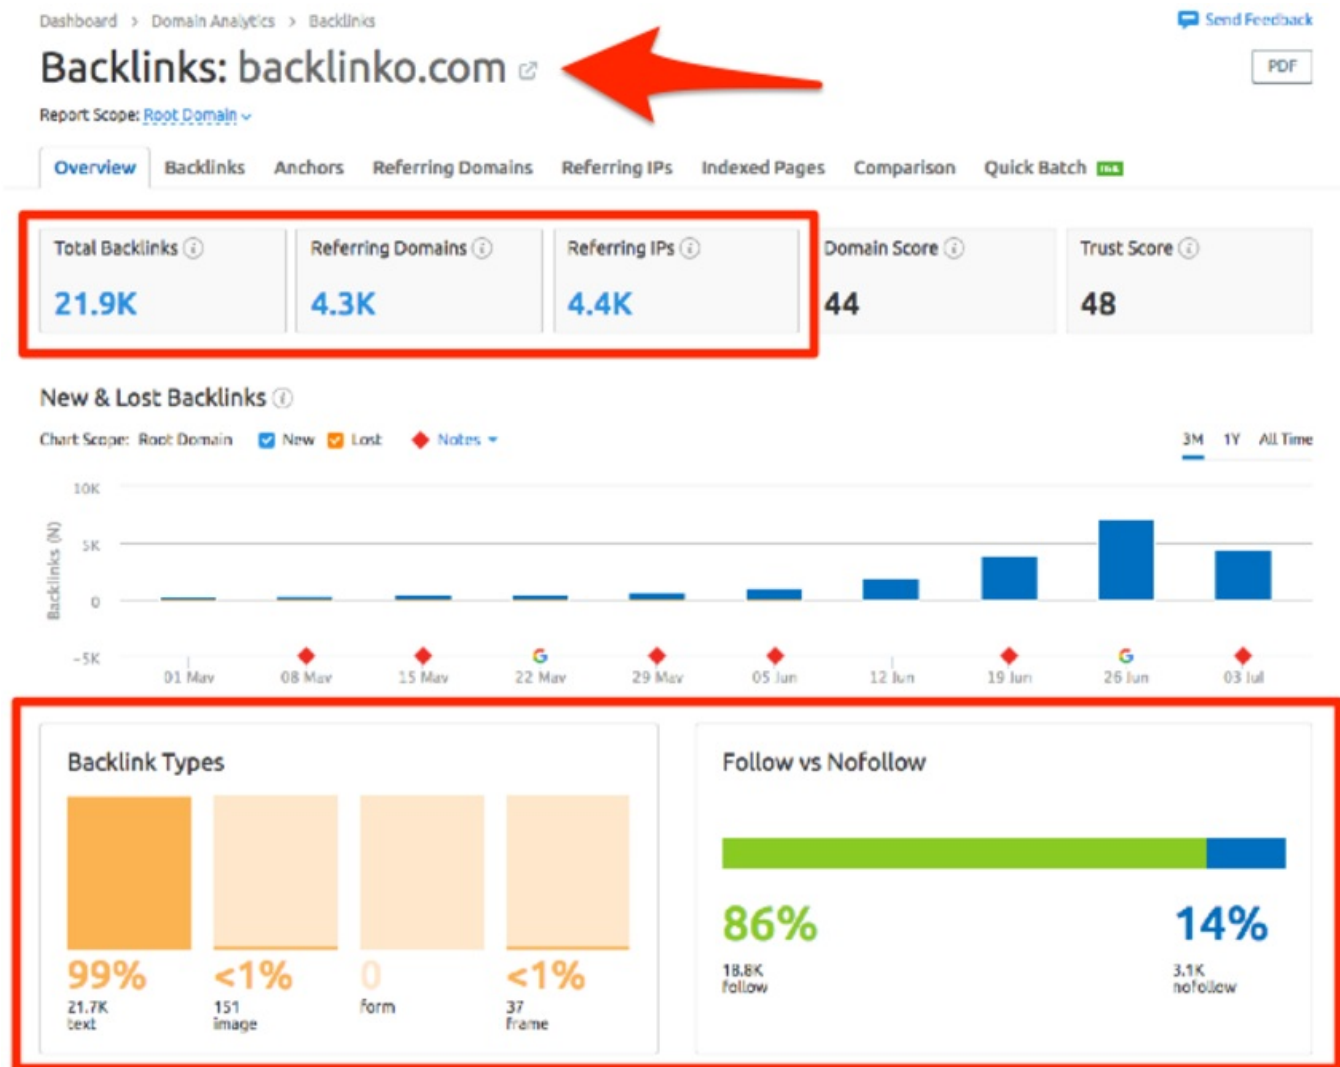 Dashboard > Domain Analytics > Backlinks
Send Feedback
Backlinks: backlinko.com
PDF
Report Scope: Root Domain
Overview Backlinks Anchors Referring Domains Referring IPs Indexed Pages Comparison Quick Batch
Total Backlinks Referring Domains Referring IPs Domain Score Trust Score
21.9K 4.3K 4.4K 44 48
New & Lost Backlinks
Chart Scope: Root Domain New Lost Notes 3M 1Y All Time
10K
5K
0
-5K
Backlinks (N)
01 May 08 May 15 May 22 May 29 May 05 Jun 12 Jun 19 Jun 26 Jun 03 Jul
Backlink Types
99% <1% 0 <1%
21.7K 151 form 37
text image frame
Follow vs Nofollow
86% 14%
18.8K 3.1K
follow nofollow